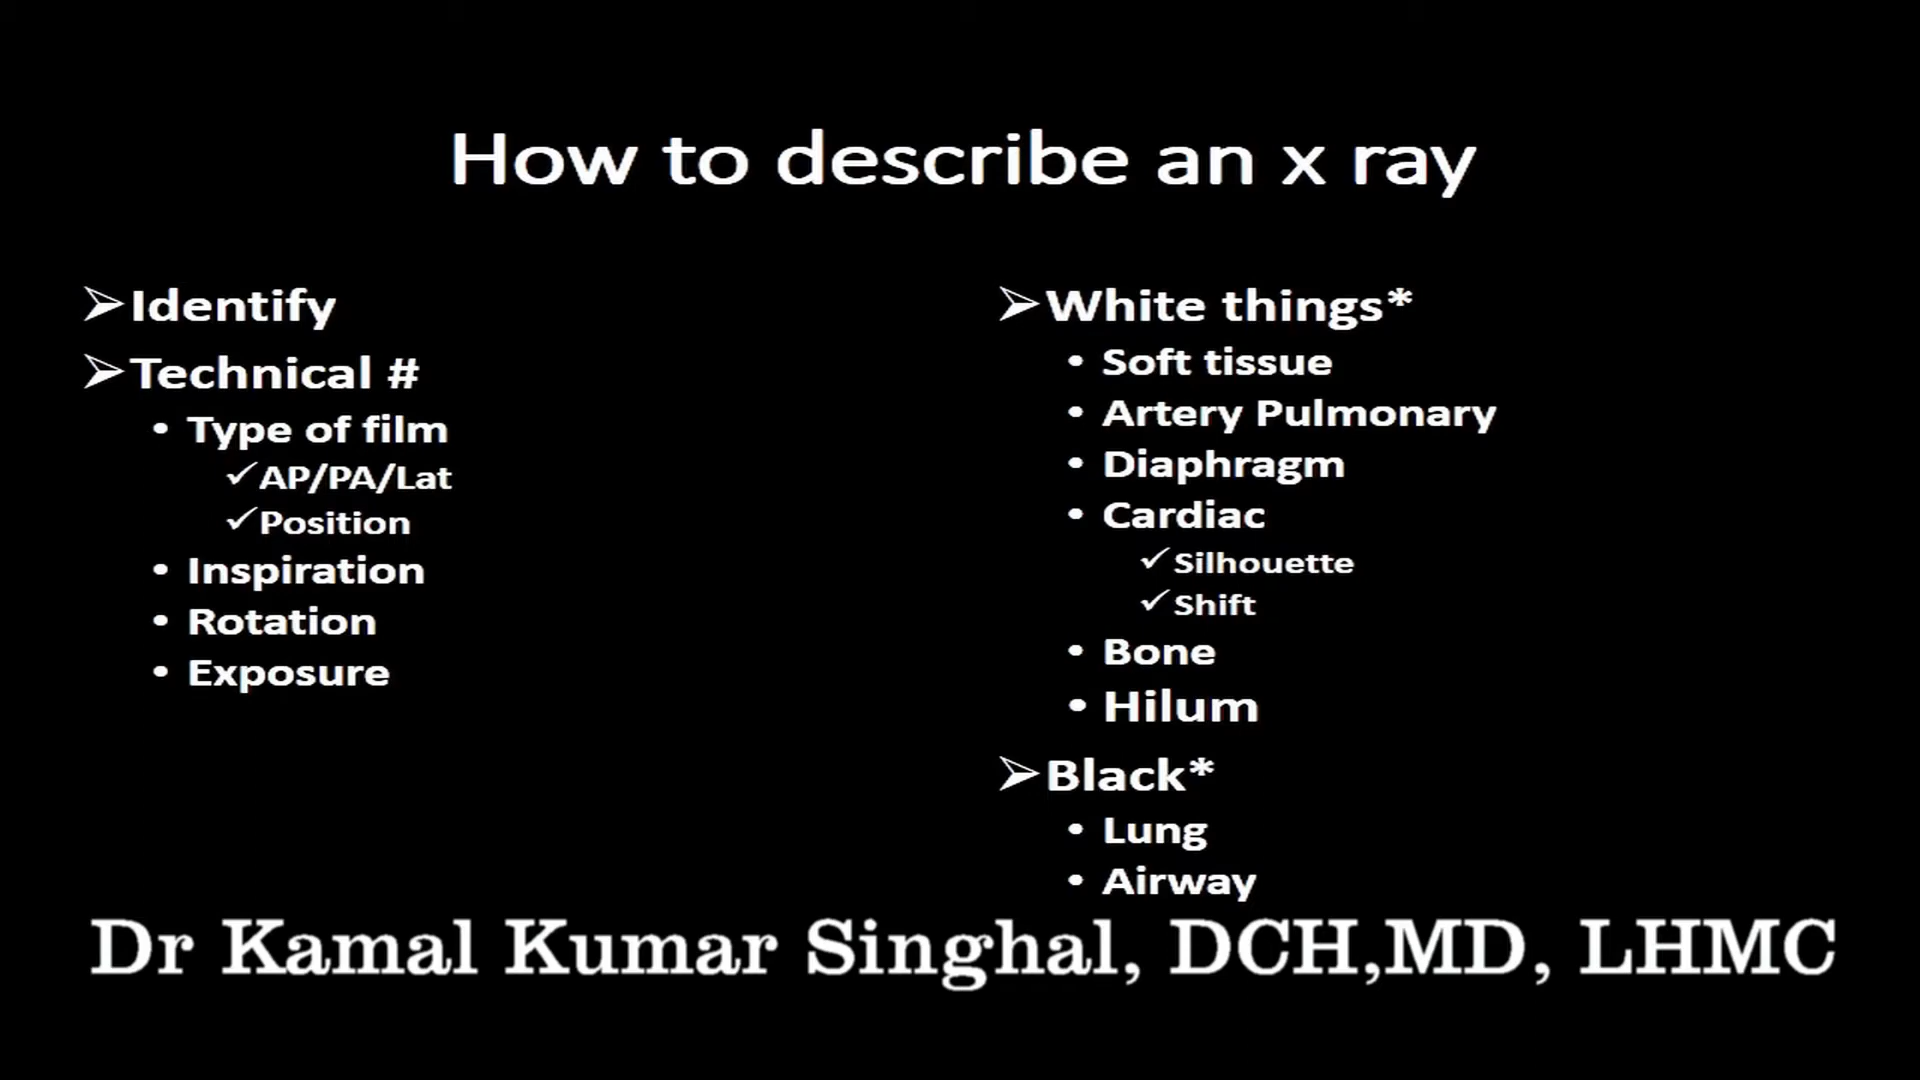 How to describe an x ray
➢Identify
➢Technical #
• Type of film
✓AP/PA/Lat
✓Position
• Inspiration
• Rotation
• Exposure
➢White things*
• Soft tissue
• Artery Pulmonary
• Diaphragm
• Cardiac
✓Silhouette
✓Shift
• Bone
• Hilum
➢Black*
• Lung
• Airway
Dr Kamal Kumar Singhal, DCH,MD, LHMC